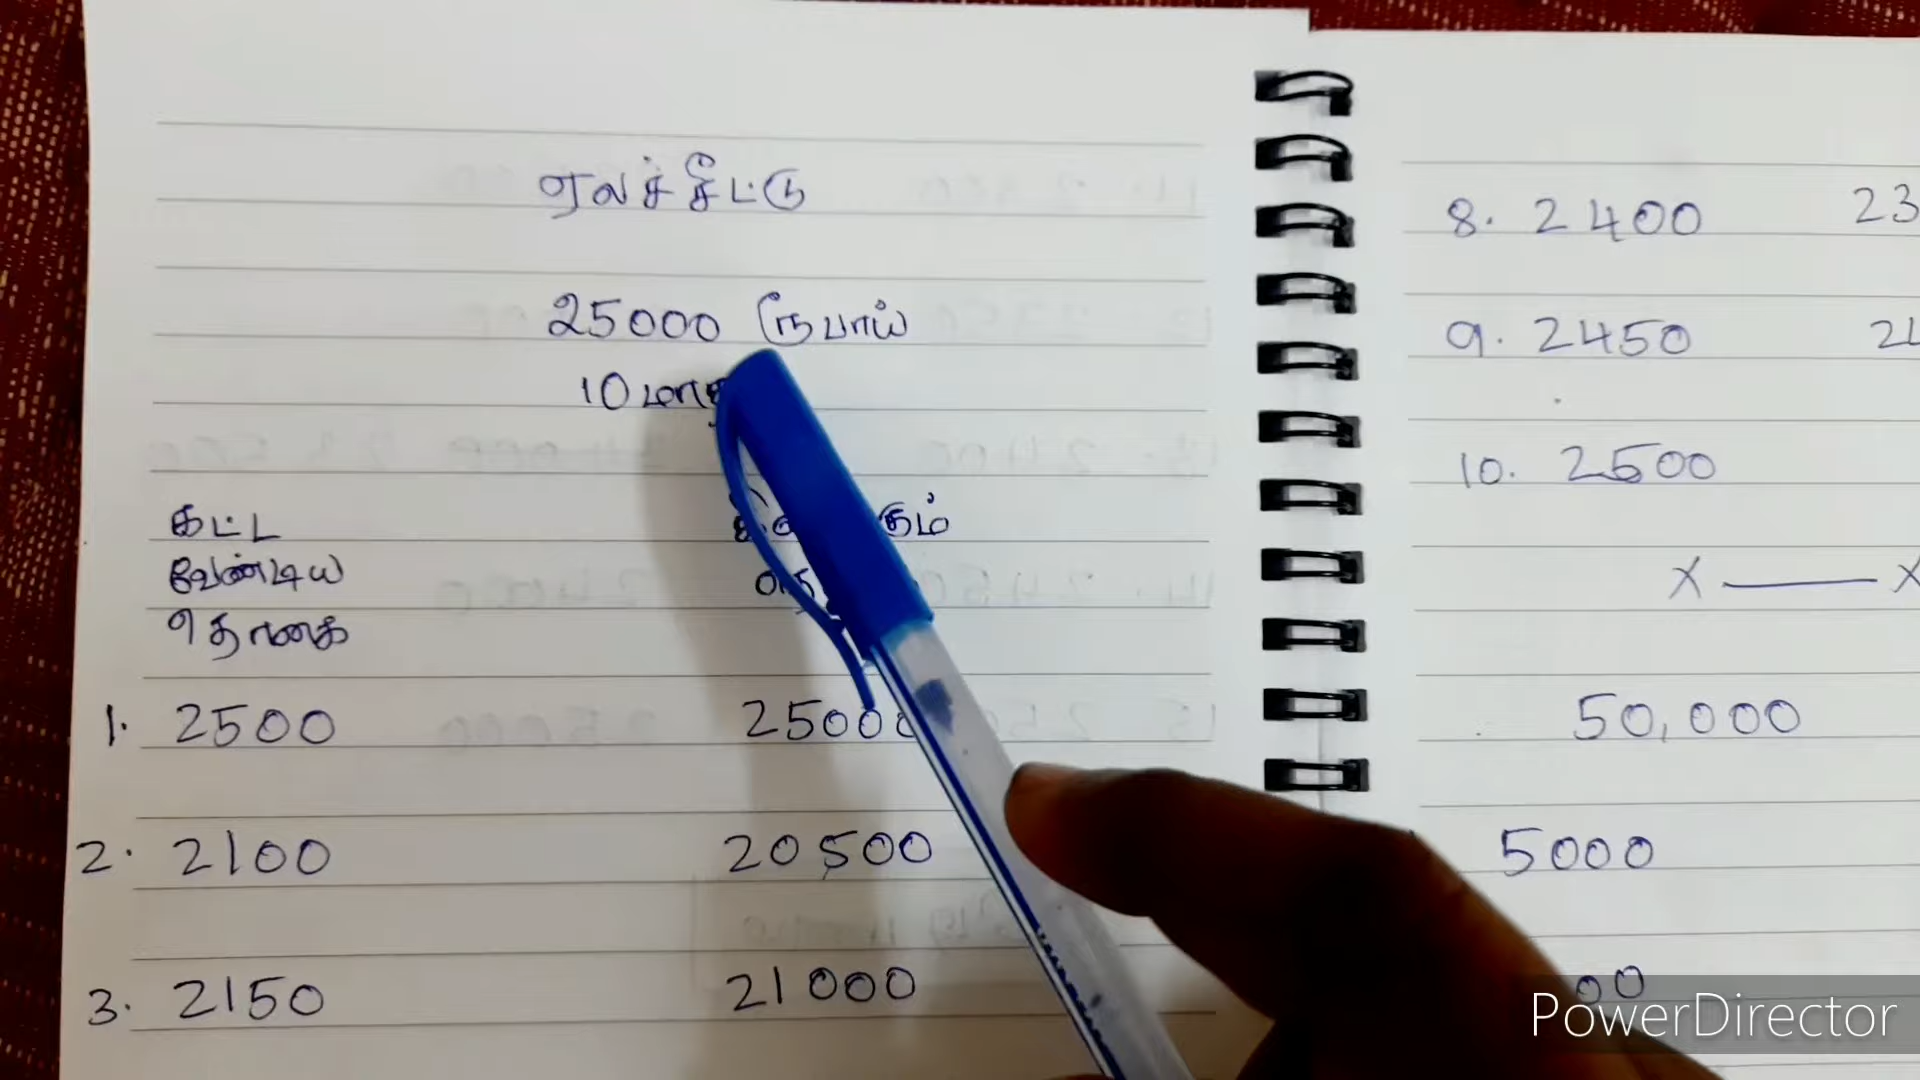 ஏலச்சீட்டு
25000 ரூபாய்
10
கட்ட
வேண்டிய
தொகை
1. 2500 25000
2. 2100 20500
3. 2150 21000
8. 2400 23
9. 2450
10. 2500
x — x
50,000
5000
00
PowerDirector